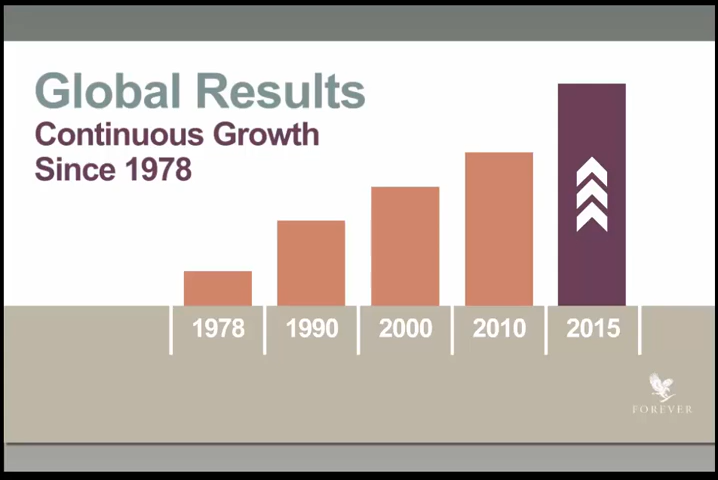 Global Results
Continuous Growth
Since 1978
1978 1990 2000 2010 2015
FOREVER